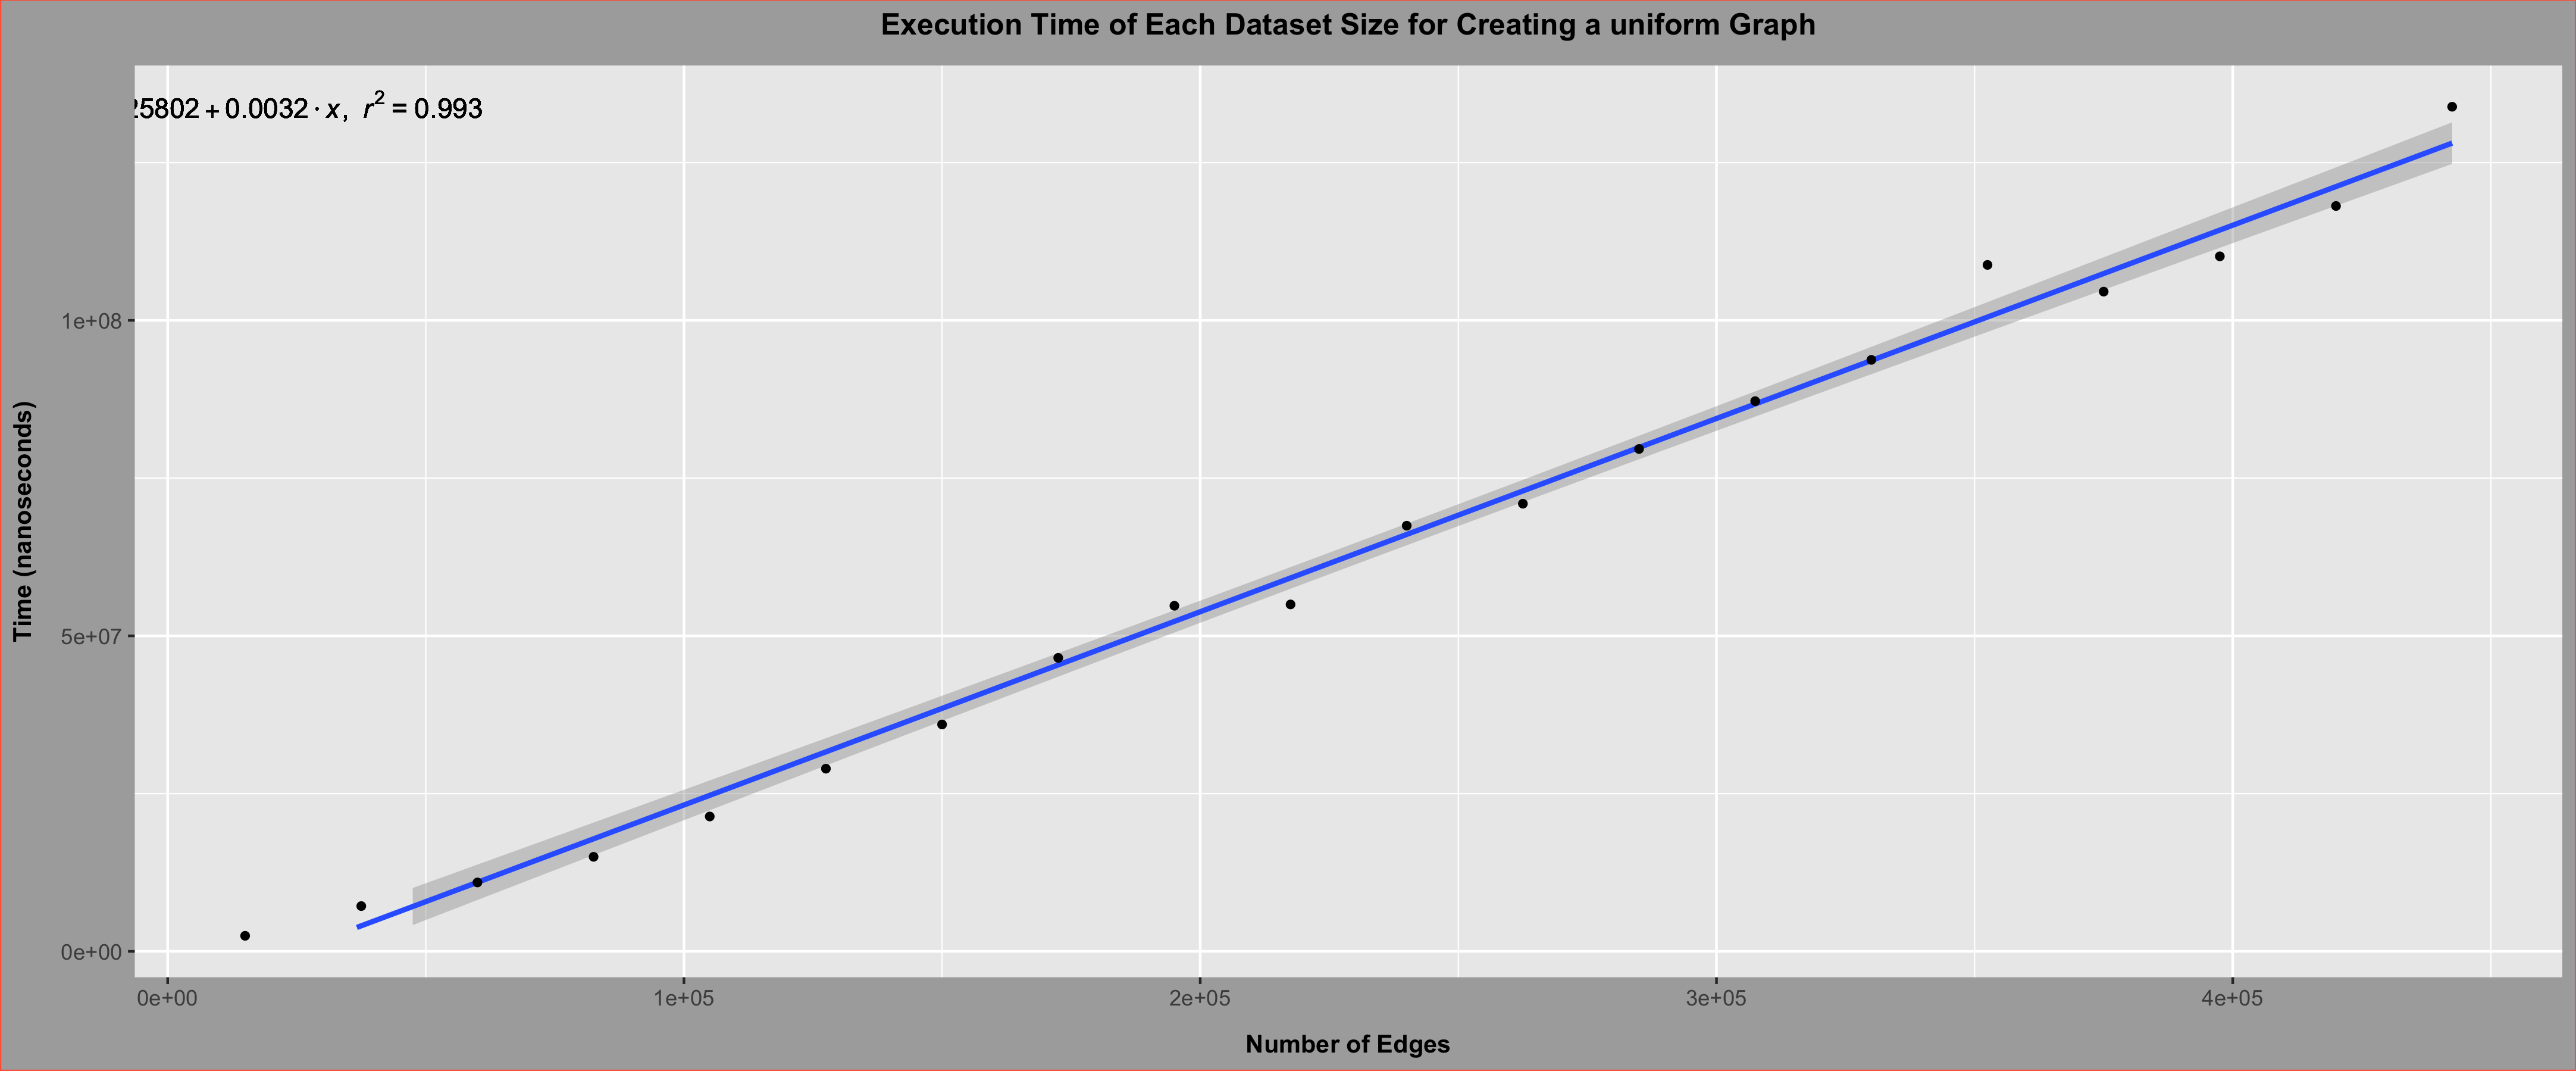 Execution Time of Each Dataset Size for Creating a uniform Graph
25802 + 0.0032 · x, r² = 0.993
1e+08
5e+07
0e+00
Time (nanoseconds)
0e+00 1e+05 2e+05 3e+05 4e+05
Number of Edges